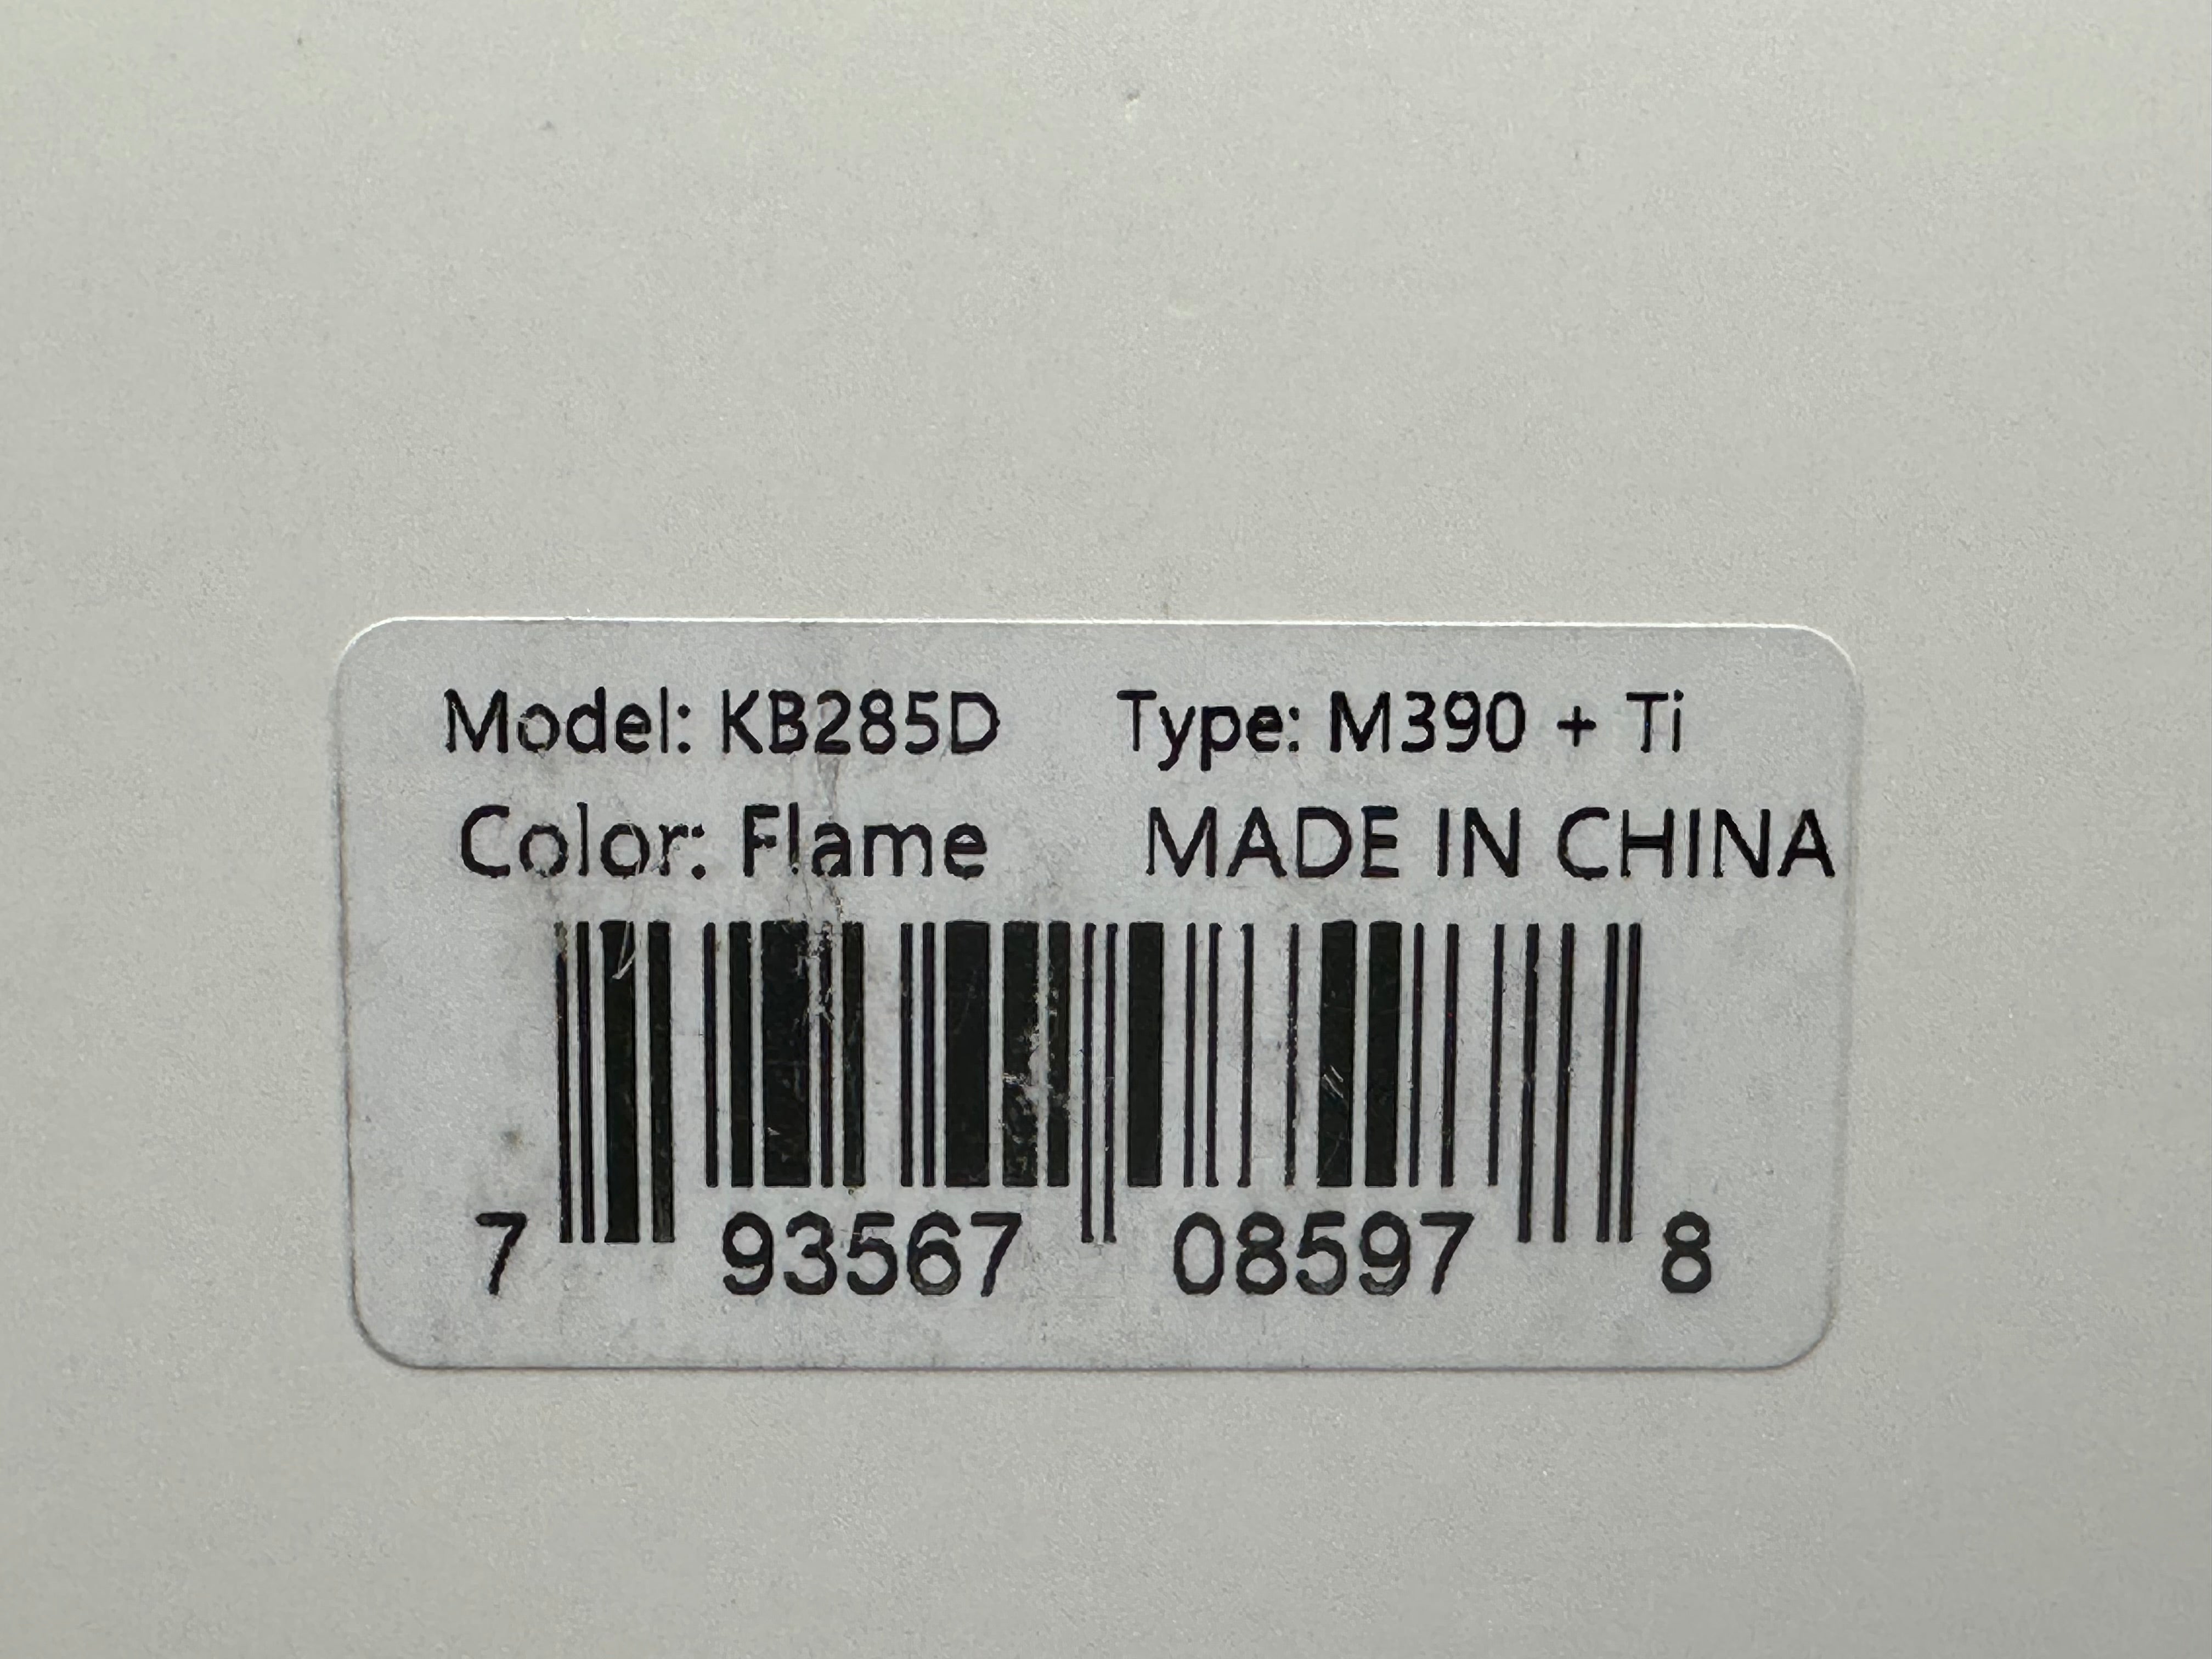 Model: KB285D Type: M390 + Ti
Color: Flame MADE IN CHINA
7 93567 08597 8